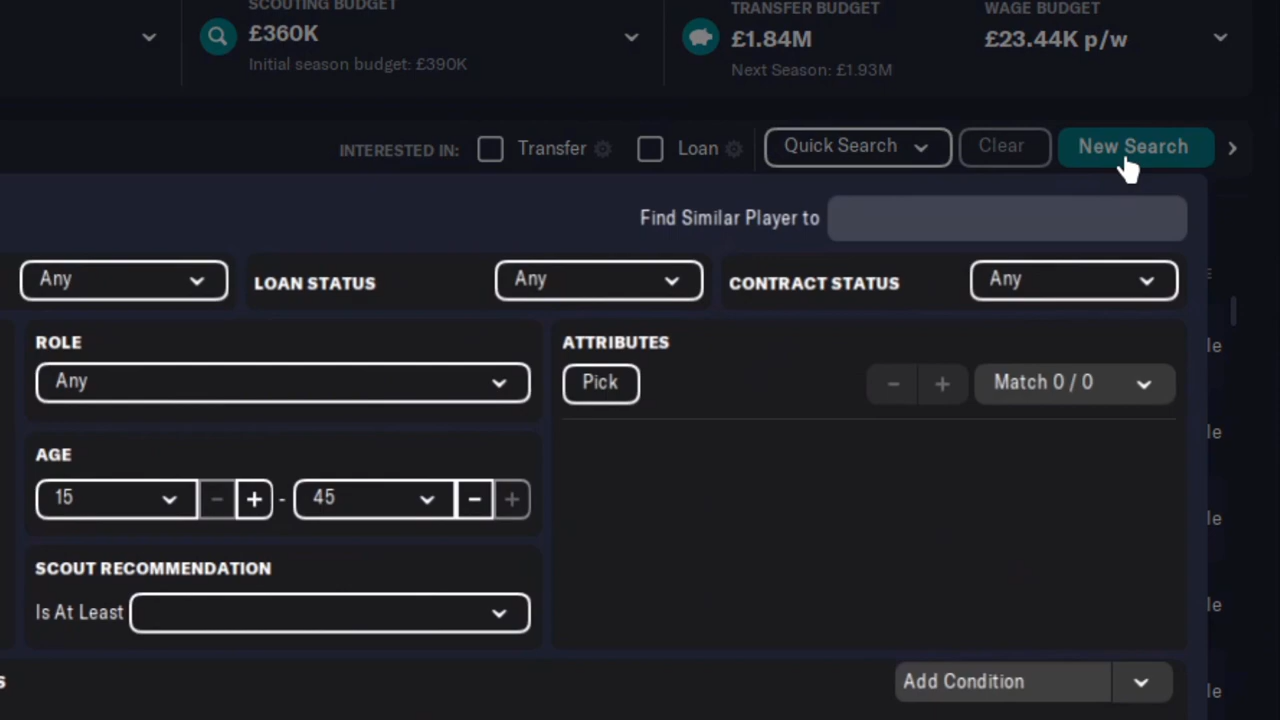 SCOUTING BUDGET
£360K
Initial season budget: £390K
TRANSFER BUDGET
£1.84M
Next Season: £1.93M
WAGE BUDGET
£23.44K p/w
INTERESTED IN: Transfer Loan Quick Search Clear New Search
Find Similar Player to
Any LOAN STATUS Any CONTRACT STATUS Any
ROLE
Any
ATTRIBUTES
Pick - + Match 0 / 0
AGE
15 - + - 45 - +
SCOUT RECOMMENDATION
Is At Least
Add Condition